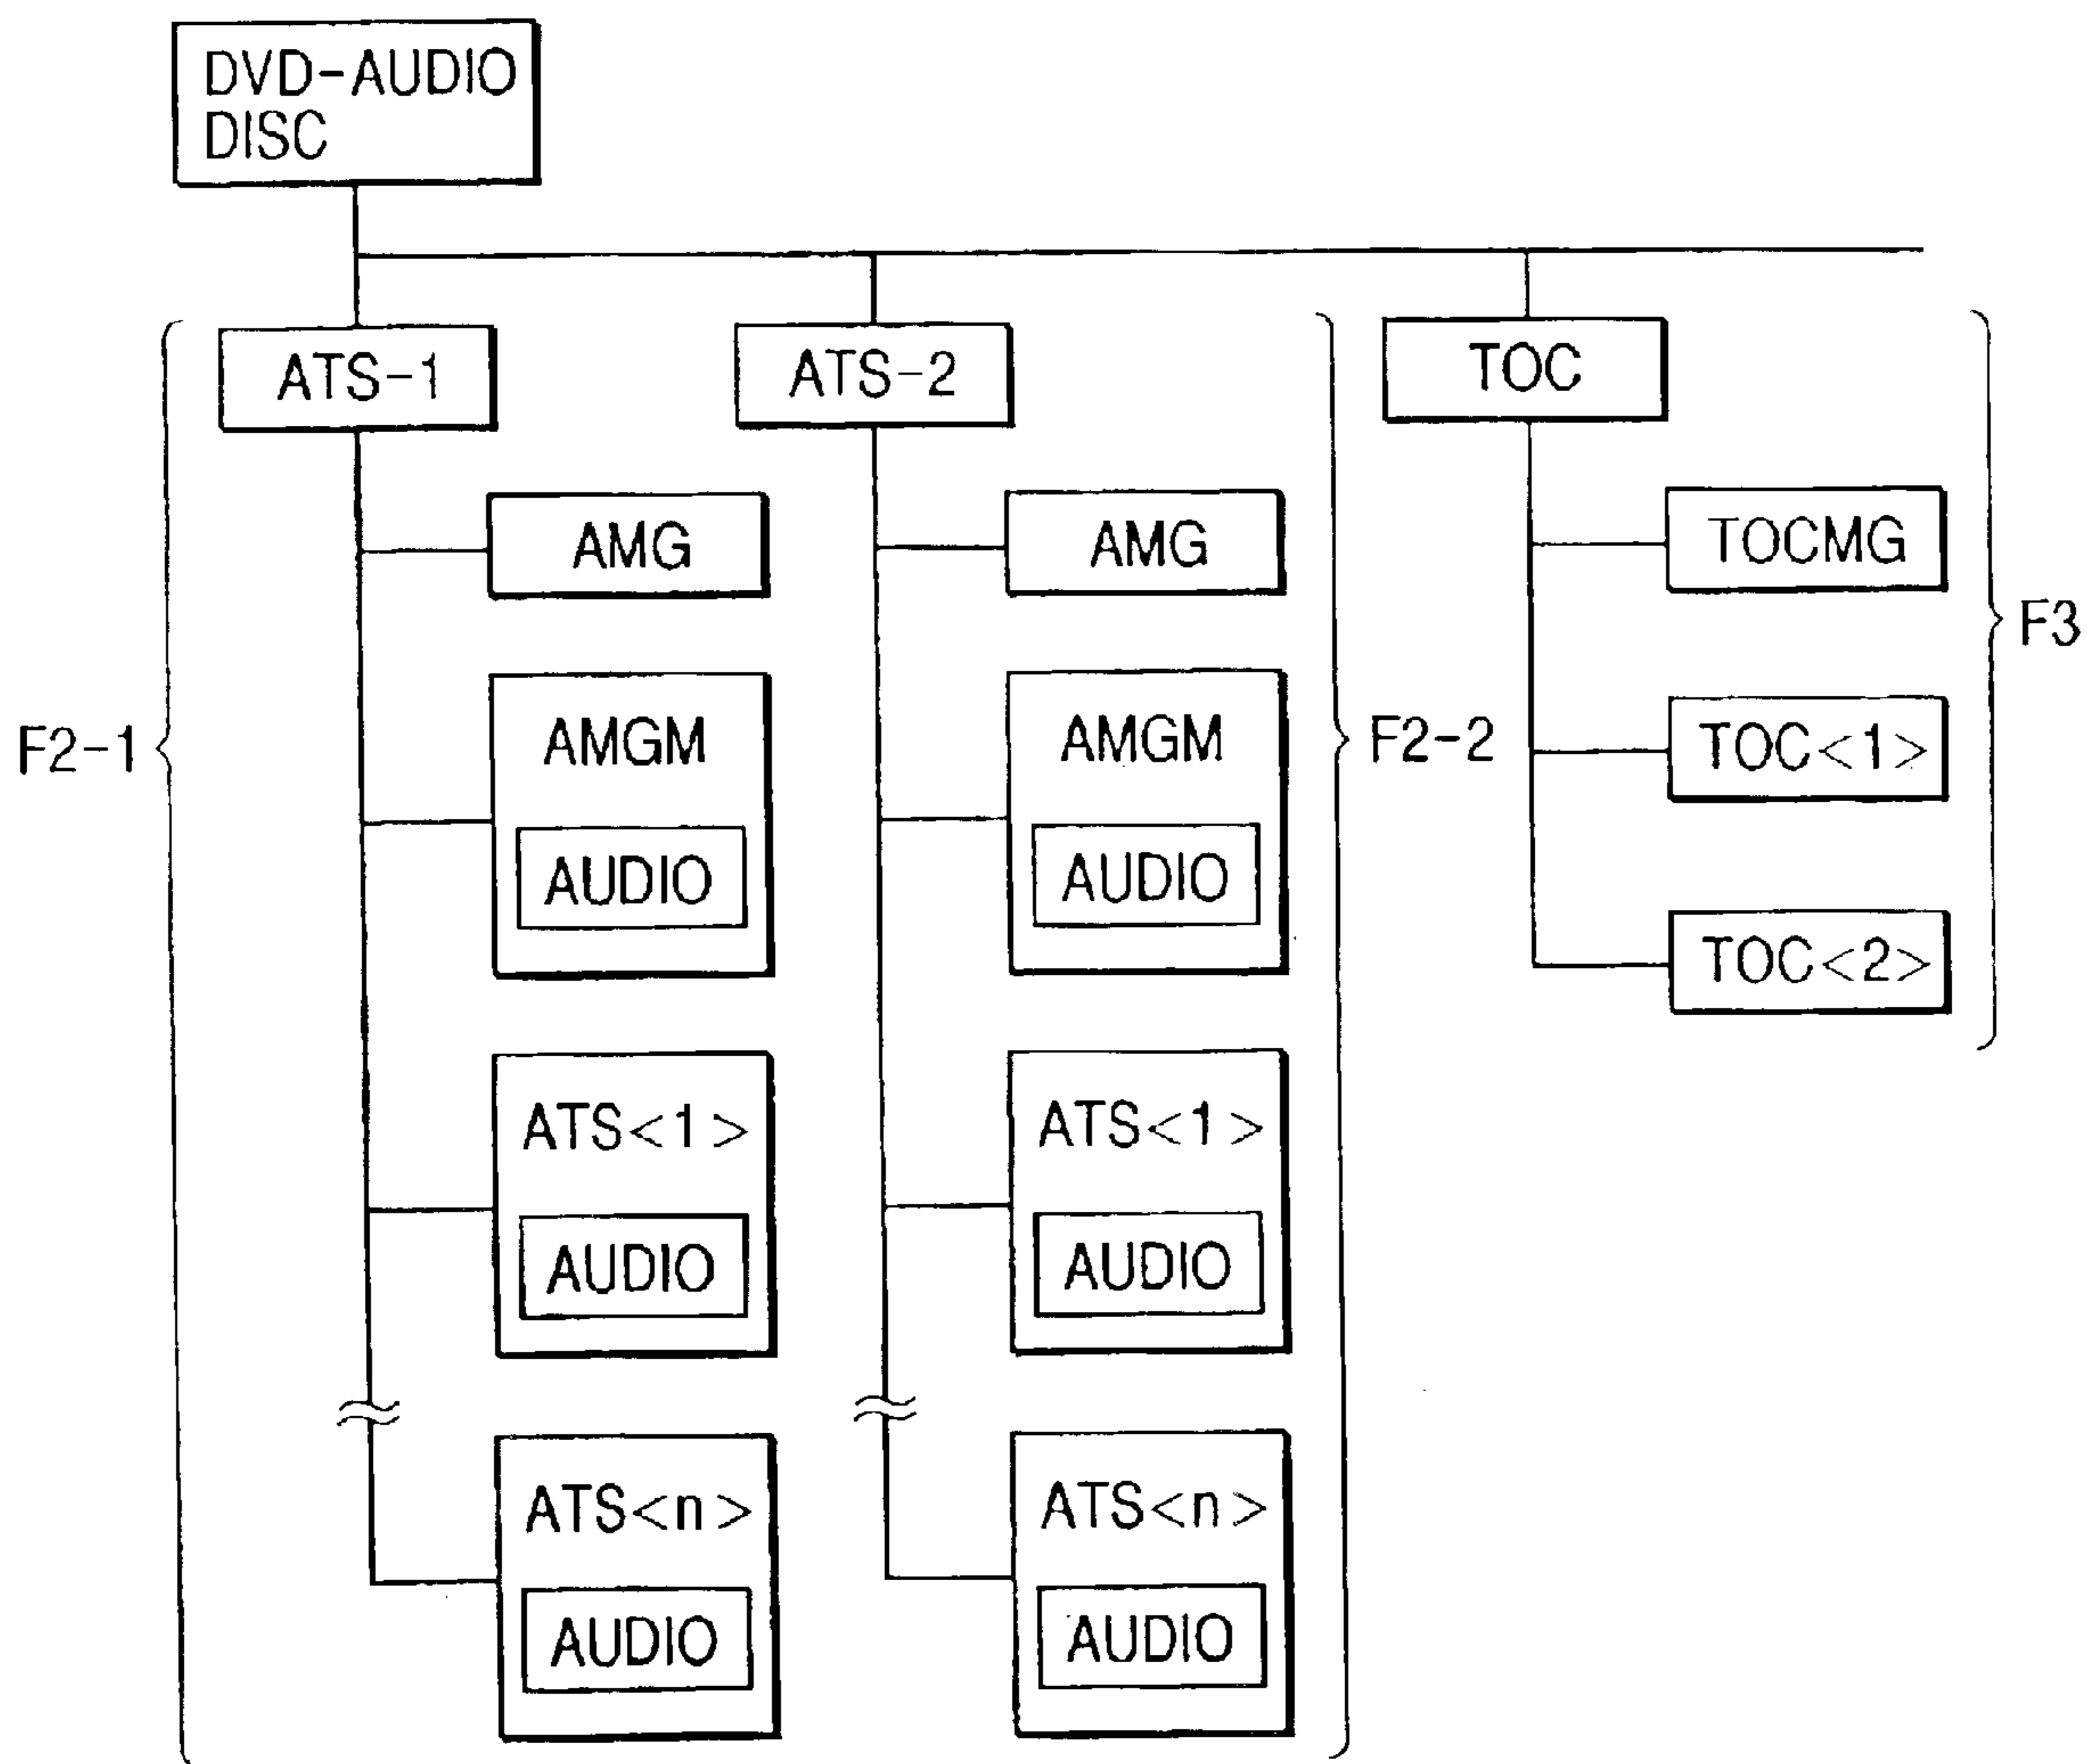 DVD-AUDIO
DISC
ATS-1
ATS-2
TOC
AMG
AMG
TOCMG
F3
AMGM
AMGM
F2-1
F2-2
TOC<1>
AUDIO
AUDIO
TOC<2>
ATS<1>
ATS<1>
AUDIO
AUDIO
ATS<n>
ATS<n>
AUDIO
AUDIO